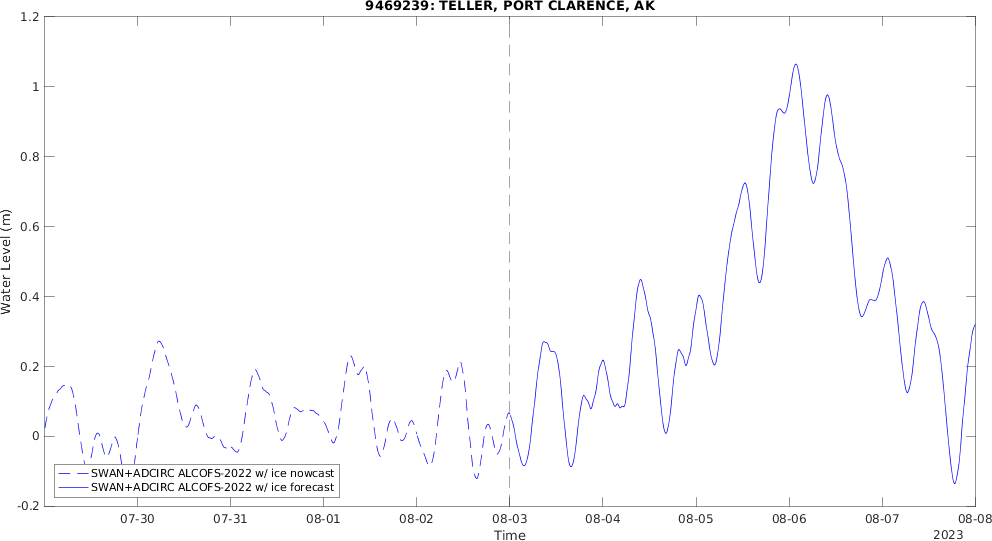 9469239: TELLER, PORT CLARENCE, AK
Water Level (m)
1.2
1
0.8
0.6
0.4
0.2
0
-0.2
SWAN+ADCIRC ALCOFS-2022 w/ ice nowcast
SWAN+ADCIRC ALCOFS-2022 w/ ice forecast
07-30 07-31 08-01 08-02 08-03 08-04 08-05 08-06 08-07 08-08
Time
2023